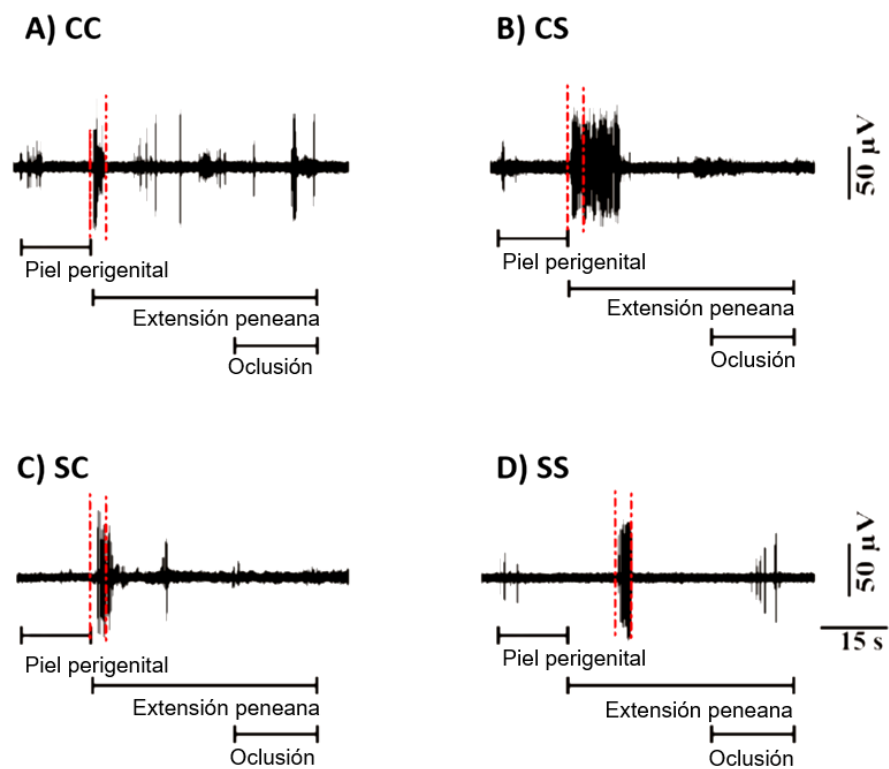 A) CC
B) CS
50 µV
Piel perigenital
Extensión peneana
Oclusión
Piel perigenital
Extensión peneana
Oclusión
C) SC
D) SS
50 µV
15 s
Piel perigenital
Extensión peneana
Oclusión
Piel perigenital
Extensión peneana
Oclusión